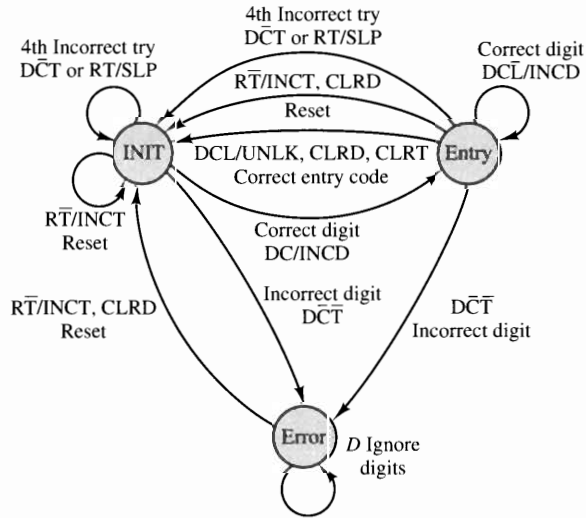 4th Incorrect try
DC̄T or RT/SLP
4th Incorrect try
DC̄T or RT/SLP
Correct digit
DCL̄/INCD
RT̄/INCT, CLRD
Reset
INIT
DCL/UNLK, CLRD, CLRT
Correct entry code
Entry
RT̄/INCT
Reset
Correct digit
DC/INCD
Incorrect digit
DC̄T̄
RT̄/INCT, CLRD
Reset
DC̄T̄
Incorrect digit
Error
D Ignore
digits